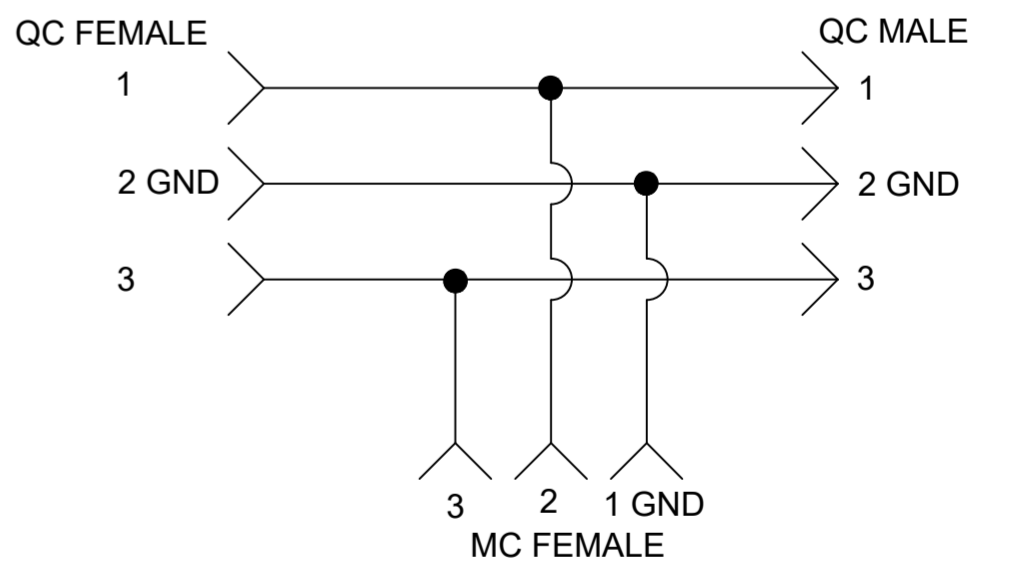 QC FEMALE
QC MALE
1
1
2 GND
2 GND
3
3
3
2
1 GND
MC FEMALE